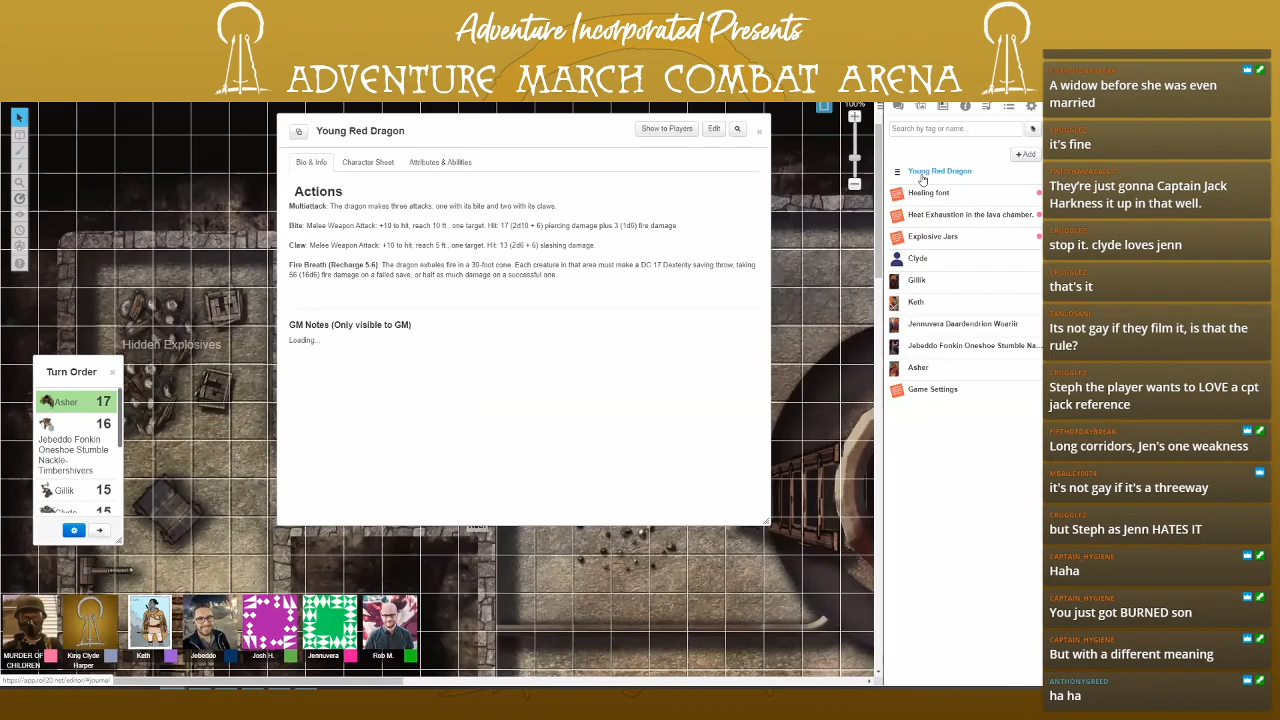 Adventure Incorporated Presents
ADVENTURE MARCH COMBAT ARENA
Young Red Dragon
Show to Players
Edit
Bio & Info
Character Sheet
Attributes & Abilities
Actions
Multiattack: The dragon makes three attacks: one with its bite and two with its claws.
Bite: Melee Weapon Attack: +10 to hit, reach 10 ft., one target. Hit: 17 (2d10 + 6) piercing damage plus 3 (1d6) fire damage.
Claw: Melee Weapon Attack: +10 to hit, reach 5 ft., one target. Hit: 13 (2d6 + 6) slashing damage.
Fire Breath (Recharge 5-6). The dragon exhales fire in a 30-foot cone. Each creature in that area must make a DC 17 Dexterity saving throw, taking
56 (16d6) fire damage on a failed save, or half as much damage on a successful one.
GM Notes (Only visible to GM)
Loading...
Hidden Explosives
Turn Order
Asher 17
16
Jebeddo Fonkin
Oneshoe Stumble
Nackle-
Timbershivers
Gillik 15
Clyde 15
100%
Search by tag or name...
+ Add
Young Red Dragon
Healing font
Heat Exhaustion in the lava chamber.
Explosive Jars
Clyde
Gillik
Keth
Jennuvera Daardendrion Woariir
Jebeddo Fonkin Oneshoe Stumble Na...
Asher
Game Settings
MURDER OF
CHILDREN
King Clyde
Harper
Keth
Jebeddo
Josh H.
Jennuvera
Rob M.
https://app.roll20.net/editor/#journal
FIFTHOFDAYBREAK
A widow before she was even
married
CRUGGLEZ
it's fine
They're just gonna Captain Jack
Harkness it up in that well.
CRUGGLEZ
stop it. clyde loves jenn
CRUGGLEZ
that's it
ZANLOSANI
Its not gay if they film it, is that the
rule?
CRUGGLEZ
Steph the player wants to LOVE a cpt
jack reference
FIFTHOFDAYBREAK
Long corridors, Jen's one weakness
MBAILEY0074
it's not gay if it's a threeway
CRUGGLEZ
but Steph as Jenn HATES IT
CAPTAIN_HYGIENE
Haha
CAPTAIN_HYGIENE
You just got BURNED son
CAPTAIN_HYGIENE
But with a different meaning
ANTHONYGREED
ha ha